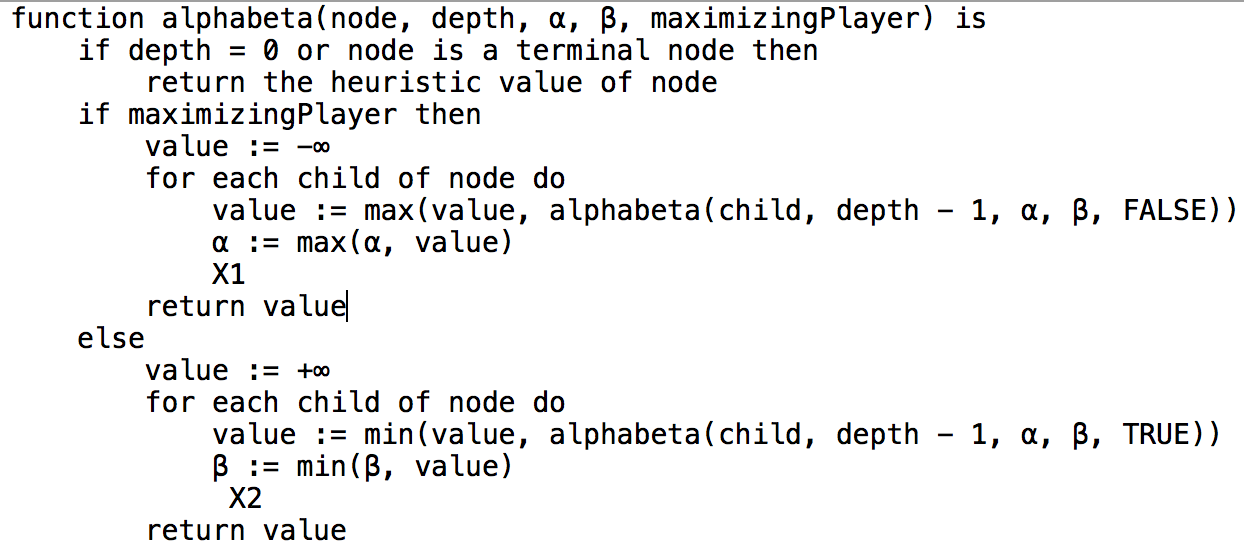 function alphabeta(node, depth, α, β, maximizingPlayer) is
    if depth = 0 or node is a terminal node then
        return the heuristic value of node
    if maximizingPlayer then
        value := −∞
        for each child of node do
            value := max(value, alphabeta(child, depth − 1, α, β, FALSE))
            α := max(α, value)
            X1
        return value
    else
        value := +∞
        for each child of node do
            value := min(value, alphabeta(child, depth − 1, α, β, TRUE))
            β := min(β, value)
             X2
        return value